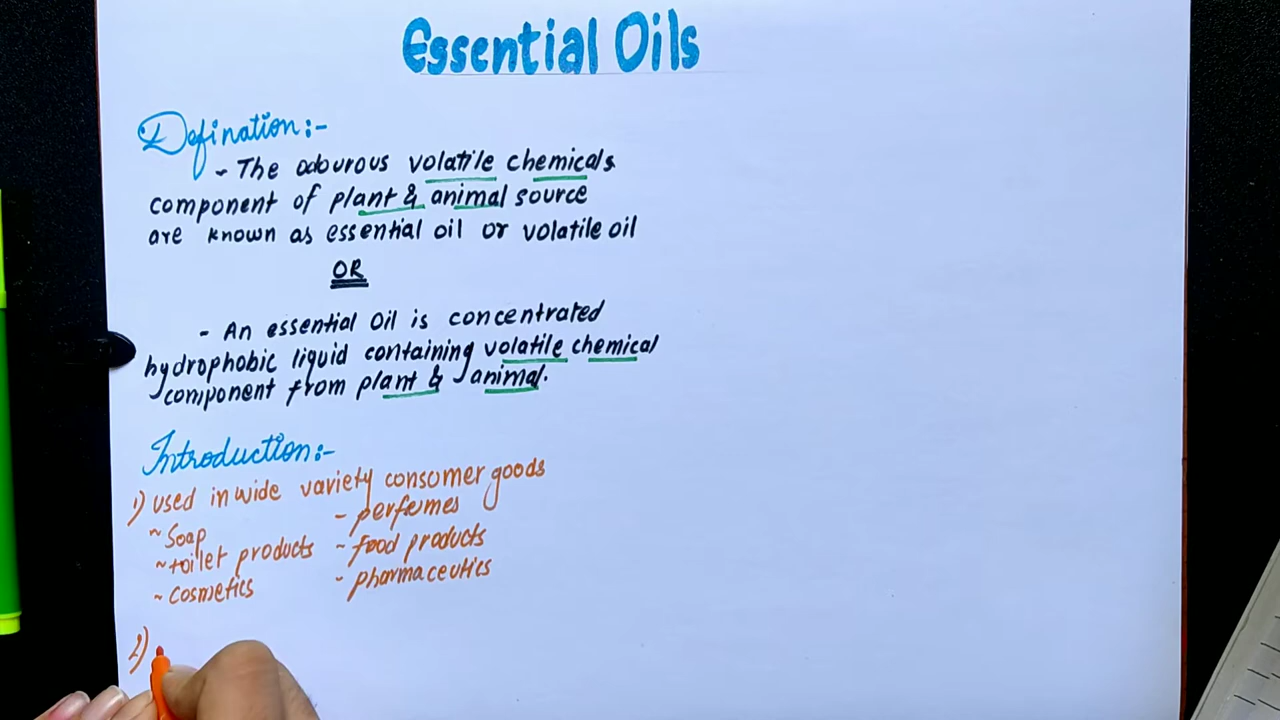 Essential Oils
Defination:-
- The odourous volatile chemicals
component of plant & animal source
are known as essential oil or volatile oil
OR
- An essential Oil is concentrated
hydrophobic liquid containing volatile chemical
component from plant & animal.
Introduction:-
1) used in wide variety consumer goods
~ Soap
- perfumes
~ toilet products
- food products
~ cosmetics
- pharmaceutics
2)